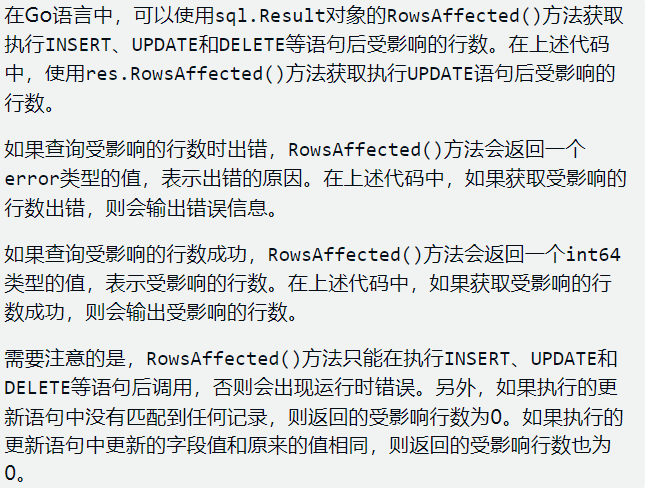 在Go语言中，可以使用sql.Result对象的RowsAffected()方法获取
执行INSERT、UPDATE和DELETE等语句后受影响的行数。在上述代码
中，使用res.RowsAffected()方法获取执行UPDATE语句后受影响的
行数。
如果查询受影响的行数时出错，RowsAffected()方法会返回一个
error类型的值，表示出错的原因。在上述代码中，如果获取受影响的
行数出错，则会输出错误信息。
如果查询受影响的行数成功，RowsAffected()方法会返回一个int64
类型的值，表示受影响的行数。在上述代码中，如果获取受影响的行
数成功，则会输出受影响的行数。
需要注意的是，RowsAffected()方法只能在执行INSERT、UPDATE和
DELETE等语句后调用，否则会出现运行时错误。另外，如果执行的更
新语句中没有匹配到任何记录，则返回的受影响行数为0。如果执行的
更新语句中更新的字段值和原来的值相同，则返回的受影响行数也为
0。